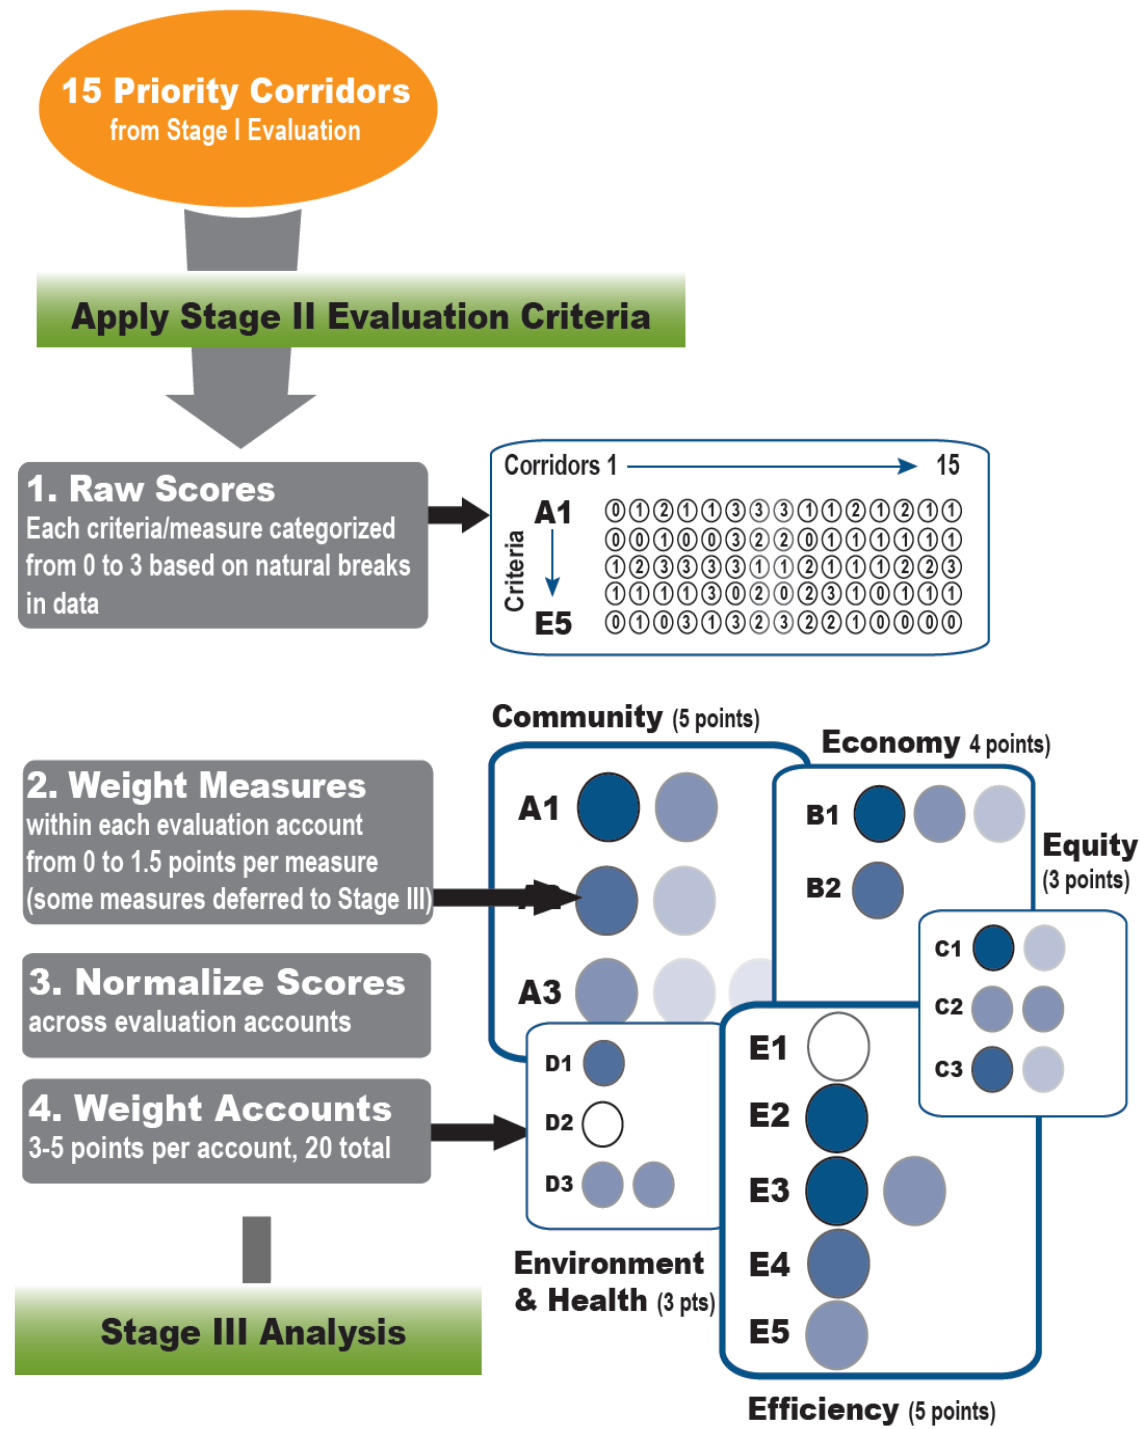 15 Priority Corridors
from Stage I Evaluation
Apply Stage II Evaluation Criteria
1. Raw Scores
Each criteria/measure categorized
from 0 to 3 based on natural breaks
in data
Corridors 1 15
Criteria
A1
E5
0 1 2 1 1 3 3 3 1 1 2 1 2 1 1
0 0 1 0 0 3 2 2 0 1 1 1 1 1 1
1 2 3 3 3 3 1 1 2 1 1 1 2 2 3
1 1 1 1 3 0 2 0 2 3 1 0 1 1 1
0 1 0 3 1 3 2 3 2 2 1 0 0 0 0
2. Weight Measures
within each evaluation account
from 0 to 1.5 points per measure
(some measures deferred to Stage III)
3. Normalize Scores
across evaluation accounts
4. Weight Accounts
3-5 points per account, 20 total
Stage III Analysis
Community (5 points)
A1
A3
Economy 4 points)
B1
B2
Equity
(3 points)
C1
C2
C3
D1
D2
D3
Environment
& Health (3 pts)
E1
E2
E3
E4
E5
Efficiency (5 points)